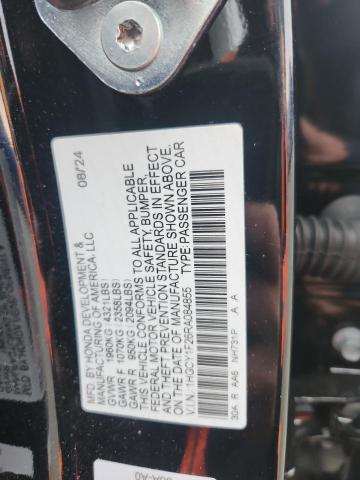 MFD. BY HONDA DEVELOPMENT & 08/24
MANUFACTURING OF AMERICA, LLC
GVWR 1960KG (4321LBS)
GAWR F 1070KG (2358LBS)
GAWR R 950KG (2094LBS)
THIS VEHICLE CONFORMS TO ALL APPLICABLE
FEDERAL MOTOR VEHICLE SAFETY, BUMPER,
AND THEFT PREVENTION STANDARDS IN EFFECT
ON THE DATE OF MANUFACTURE SHOWN ABOVE.
V.I.N.: 1HGCY1F26RA084855 TYPE:PASSENGER CAR
30A R AA6 NH731P A A